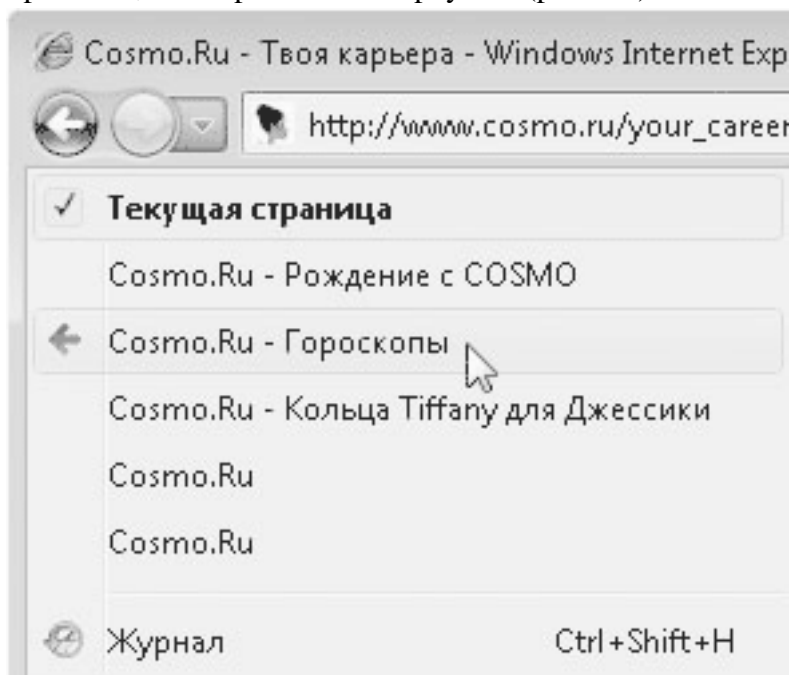 Cosmo.Ru - Твоя карьера - Windows Internet Exp
http://www.cosmo.ru/your_career
Текущая страница
Cosmo.Ru - Рождение с COSMO
Cosmo.Ru - Гороскопы
Cosmo.Ru - Кольца Tiffany для Джессики
Cosmo.Ru
Cosmo.Ru
Журнал Ctrl+Shift+H